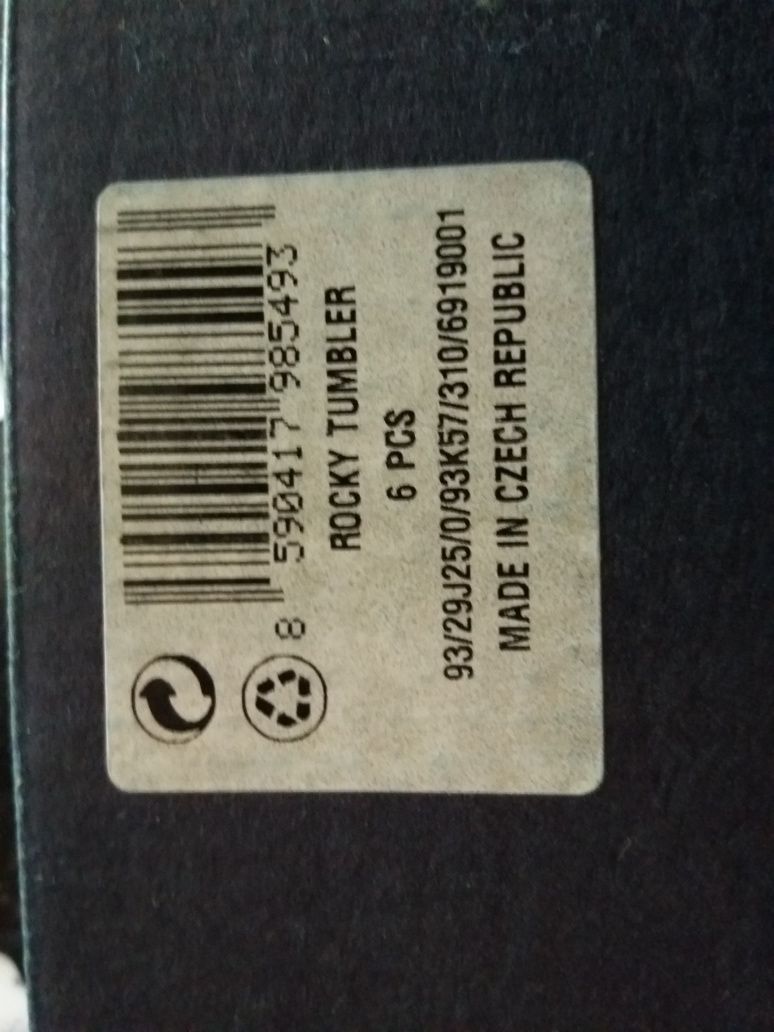 8 590417 985493
ROCKY TUMBLER
6 PCS
93/29J25/0/93K57/310/6919001
MADE IN CZECH REPUBLIC